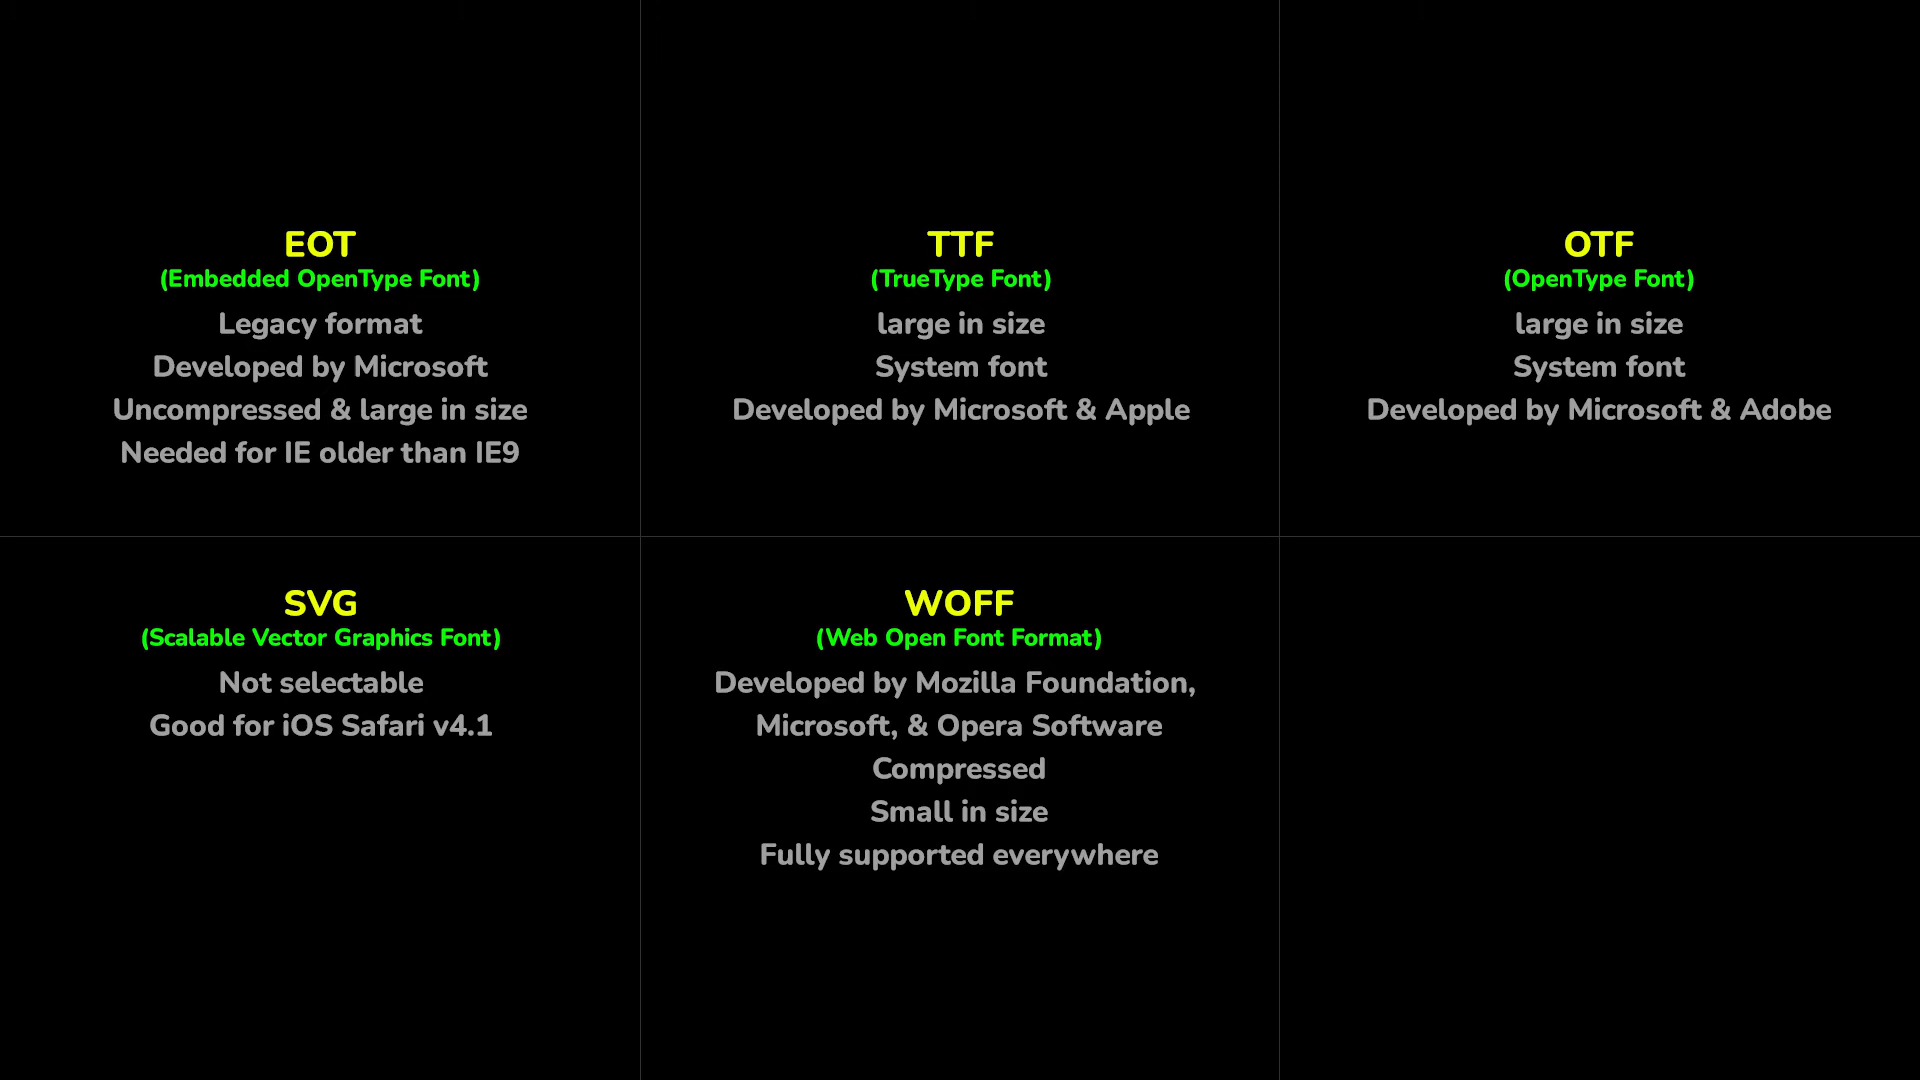 EOT
(Embedded OpenType Font)
Legacy format
Developed by Microsoft
Uncompressed & large in size
Needed for IE older than IE9
TTF
(TrueType Font)
large in size
System font
Developed by Microsoft & Apple
OTF
(OpenType Font)
large in size
System font
Developed by Microsoft & Adobe
SVG
(Scalable Vector Graphics Font)
Not selectable
Good for iOS Safari v4.1
WOFF
(Web Open Font Format)
Developed by Mozilla Foundation,
Microsoft, & Opera Software
Compressed
Small in size
Fully supported everywhere